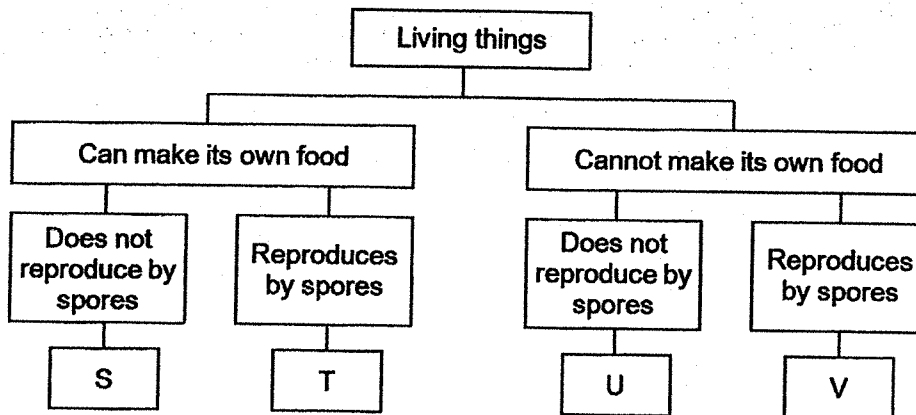 Living things
Can make its own food
Cannot make its own food
Does not
reproduce by
spores
Reproduces
by spores
Does not
reproduce by
spores
Reproduces
by spores
S
T
U
V